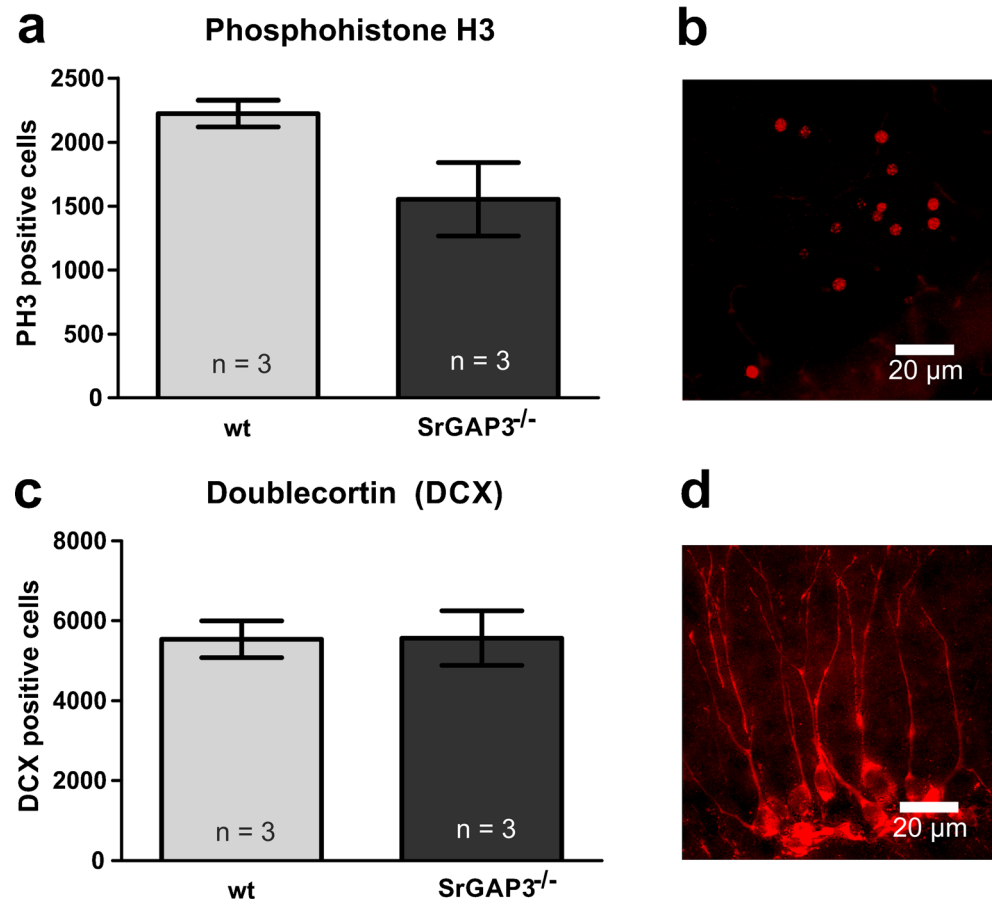 a
Phosphohistone H3
b
PH3 positive cells
2500
2000
1500
1000
500
0
n = 3
n = 3
wt
SrGAP3-/-
20 µm
c
Doublecortin (DCX)
d
DCX positive cells
8000
6000
4000
2000
0
n = 3
n = 3
wt
SrGAP3-/-
20 µm